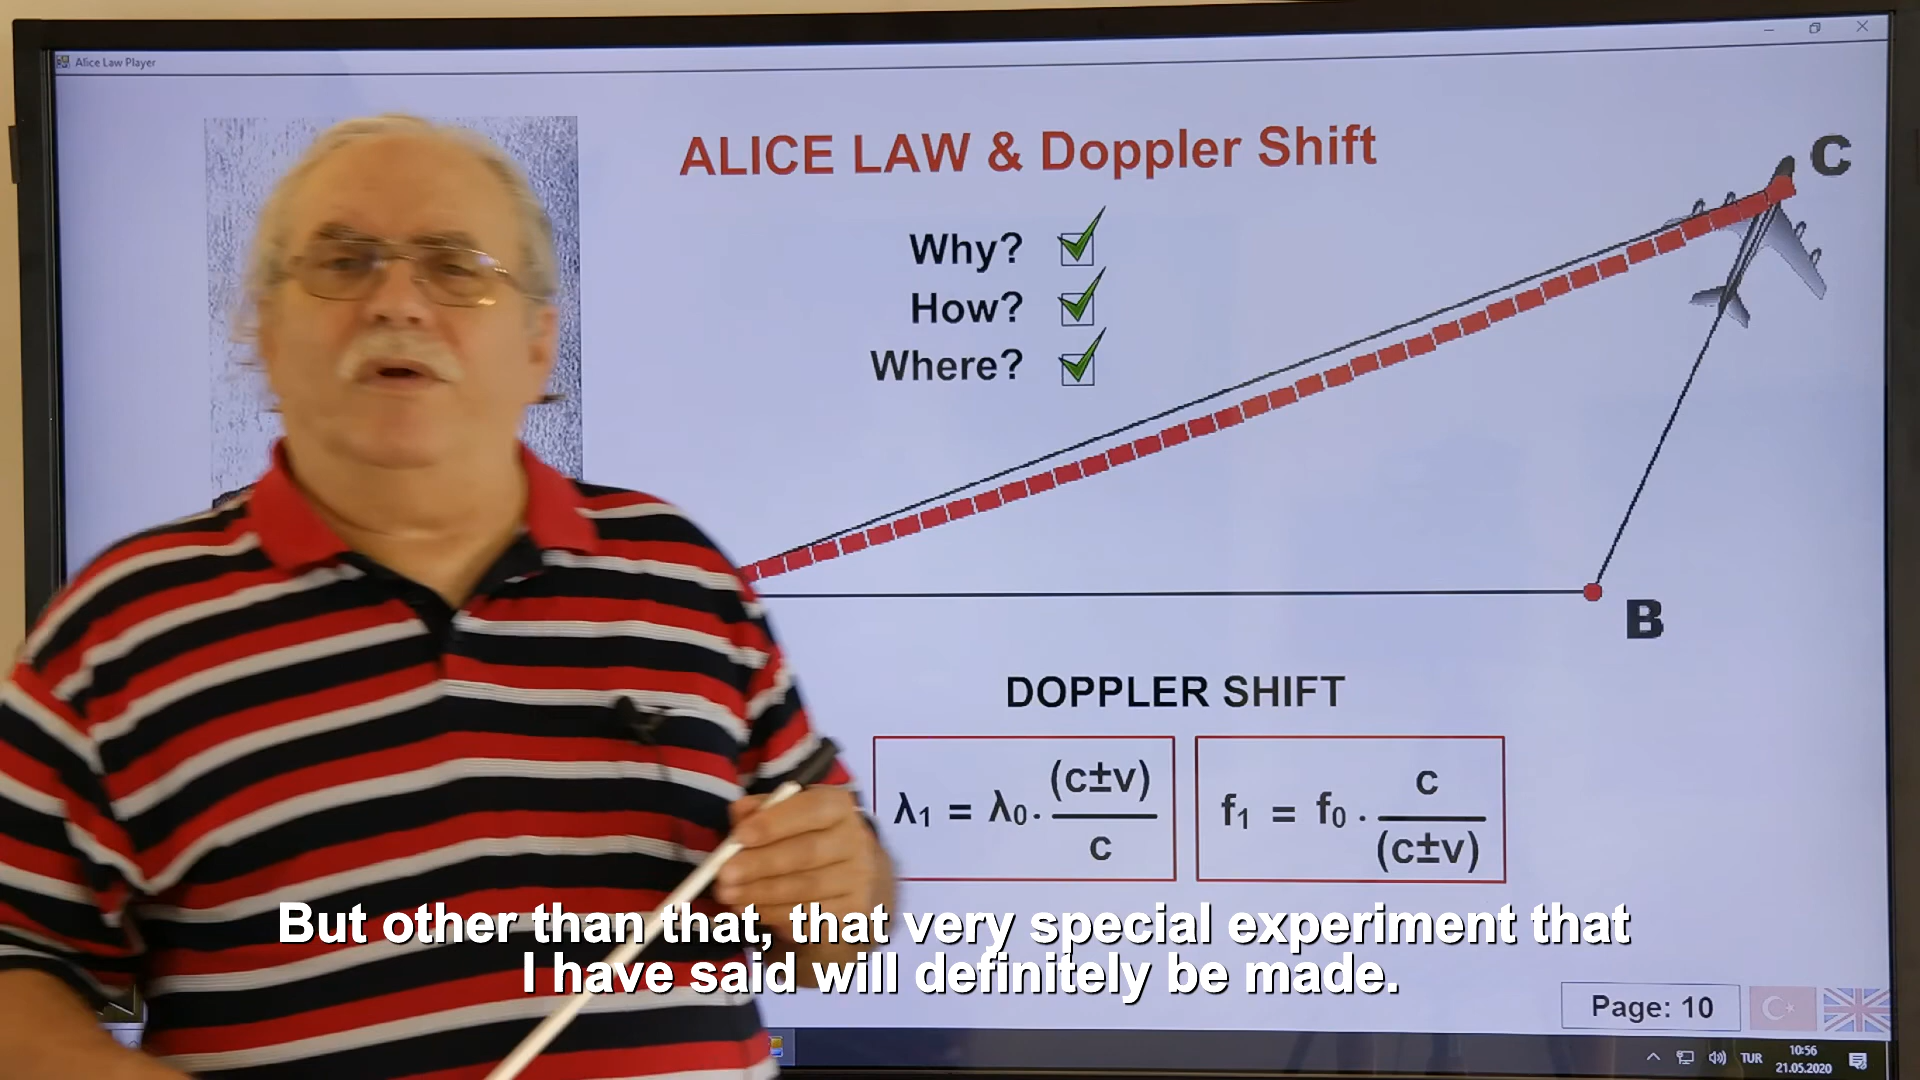 Alice Law Player
ALICE LAW & Doppler Shift
C
Why?
How?
Where?
B
DOPPLER SHIFT
λ1 = λ0. (c±v) / c
f1 = f0 . c / (c±v)
But other than that, that very special experiment that
I have said will definitely be made.
Page: 10
TUR
10:56
21.05.2020